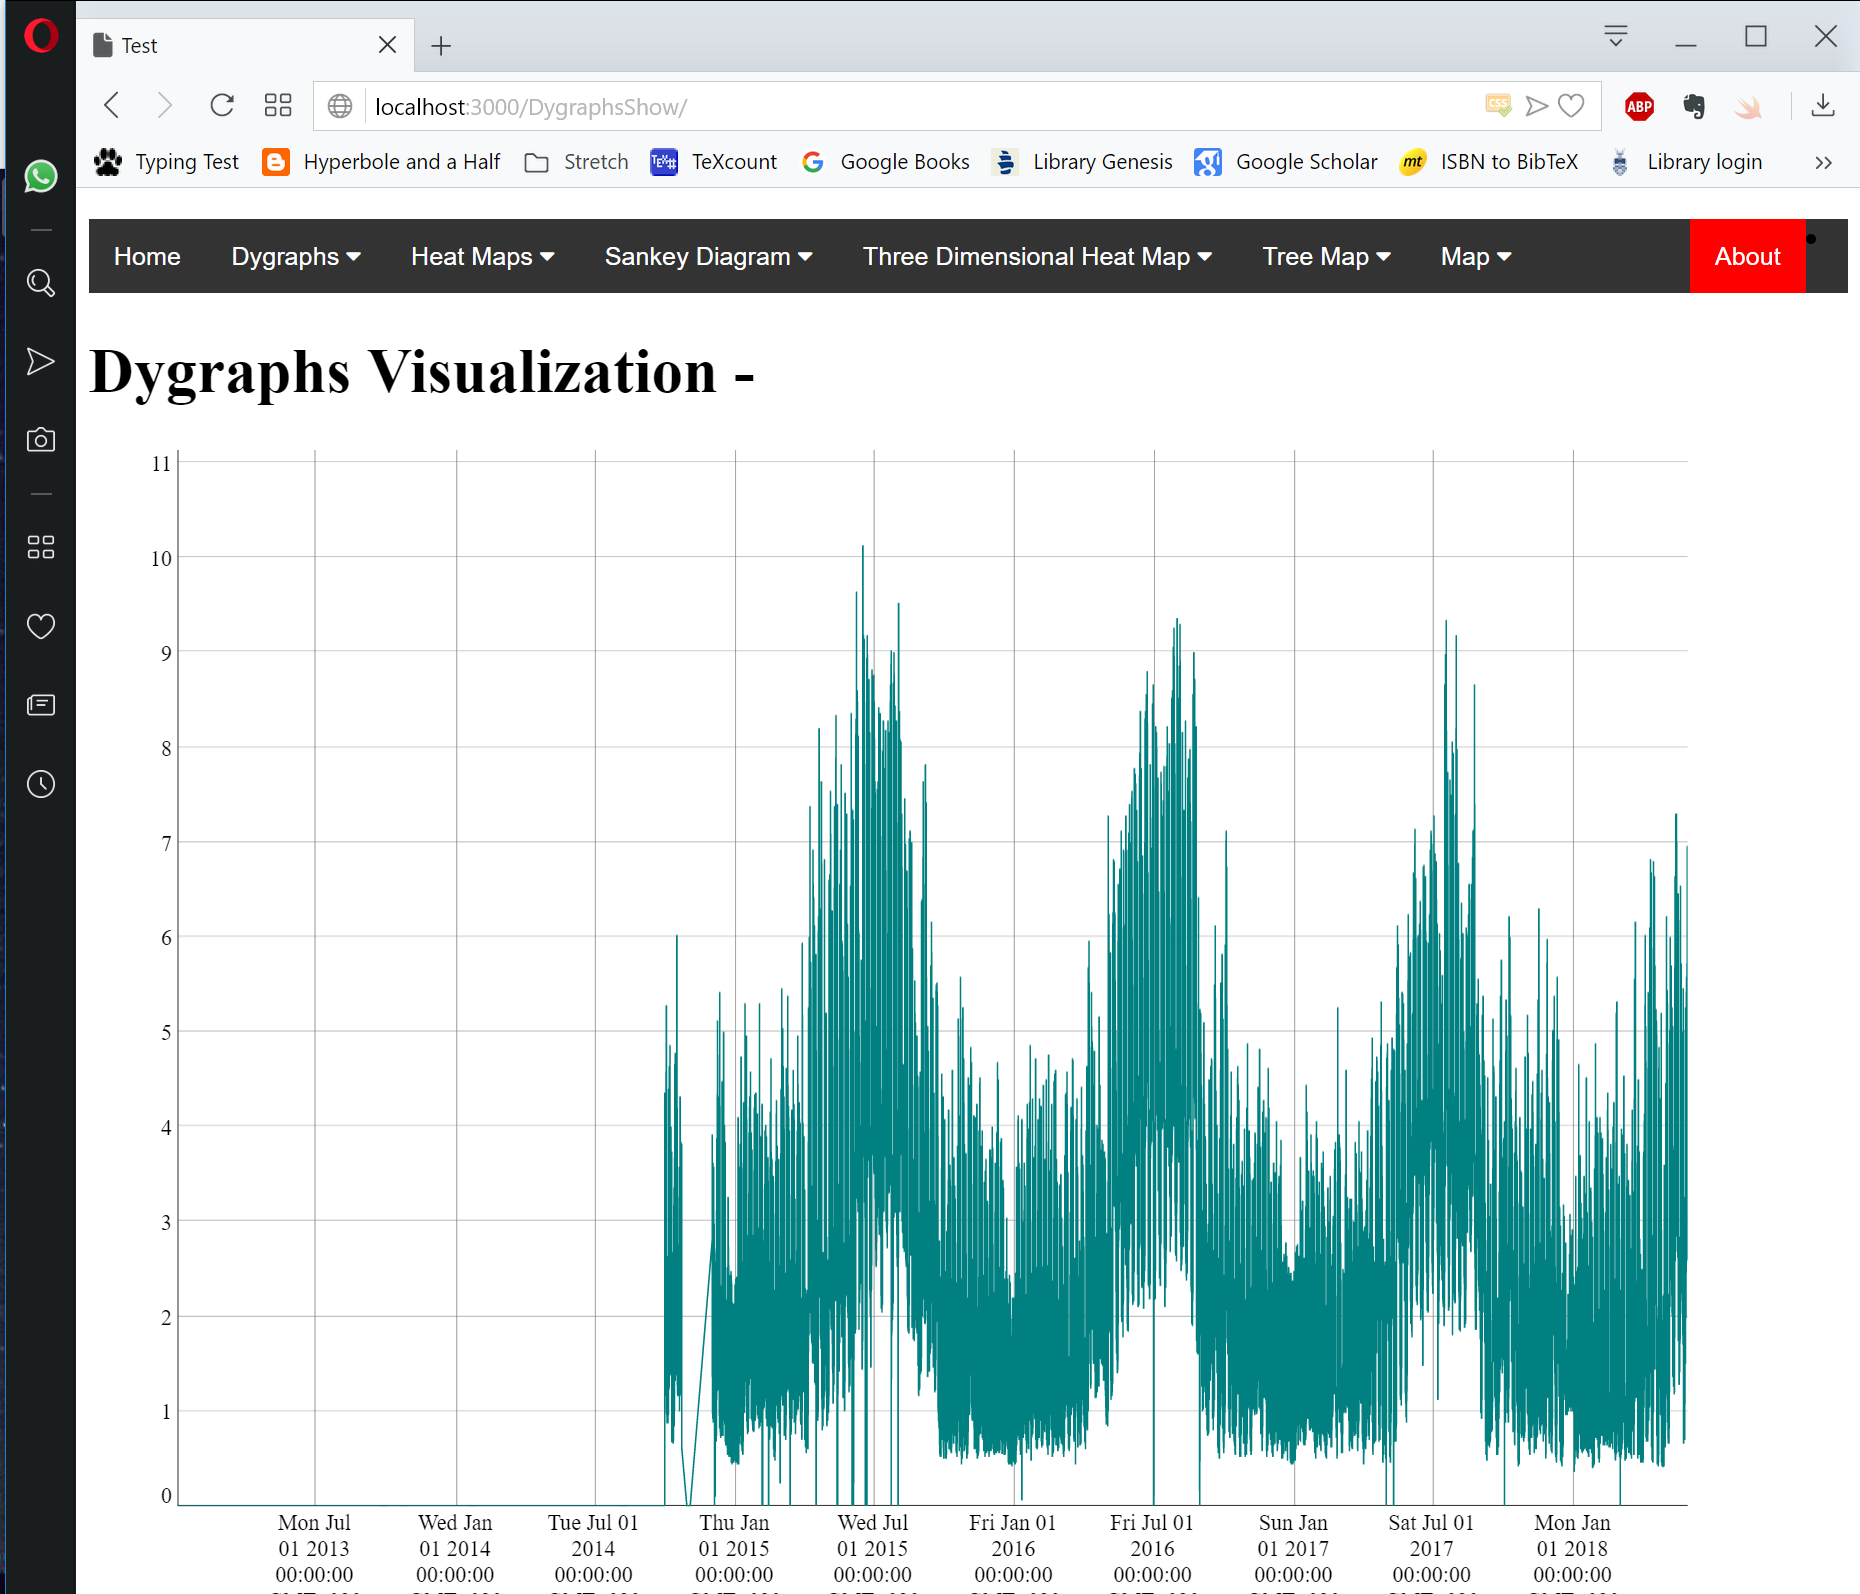 Test
localhost:3000/DygraphsShow/
CSS
ABP
Typing Test Hyperbole and a Half Stretch TeXcount Google Books Library Genesis Google Scholar mt ISBN to BibTeX Library login
Home Dygraphs Heat Maps Sankey Diagram Three Dimensional Heat Map Tree Map Map About
Dygraphs Visualization -
11
10
9
8
7
6
5
4
3
2
1
0
Mon Jul Wed Jan Tue Jul 01 Thu Jan Wed Jul Fri Jan 01 Fri Jul 01 Sun Jan Sat Jul 01 Mon Jan
01 2013 01 2014 2014 01 2015 01 2015 2016 2016 01 2017 2017 01 2018
00:00:00 00:00:00 00:00:00 00:00:00 00:00:00 00:00:00 00:00:00 00:00:00 00:00:00 00:00:00